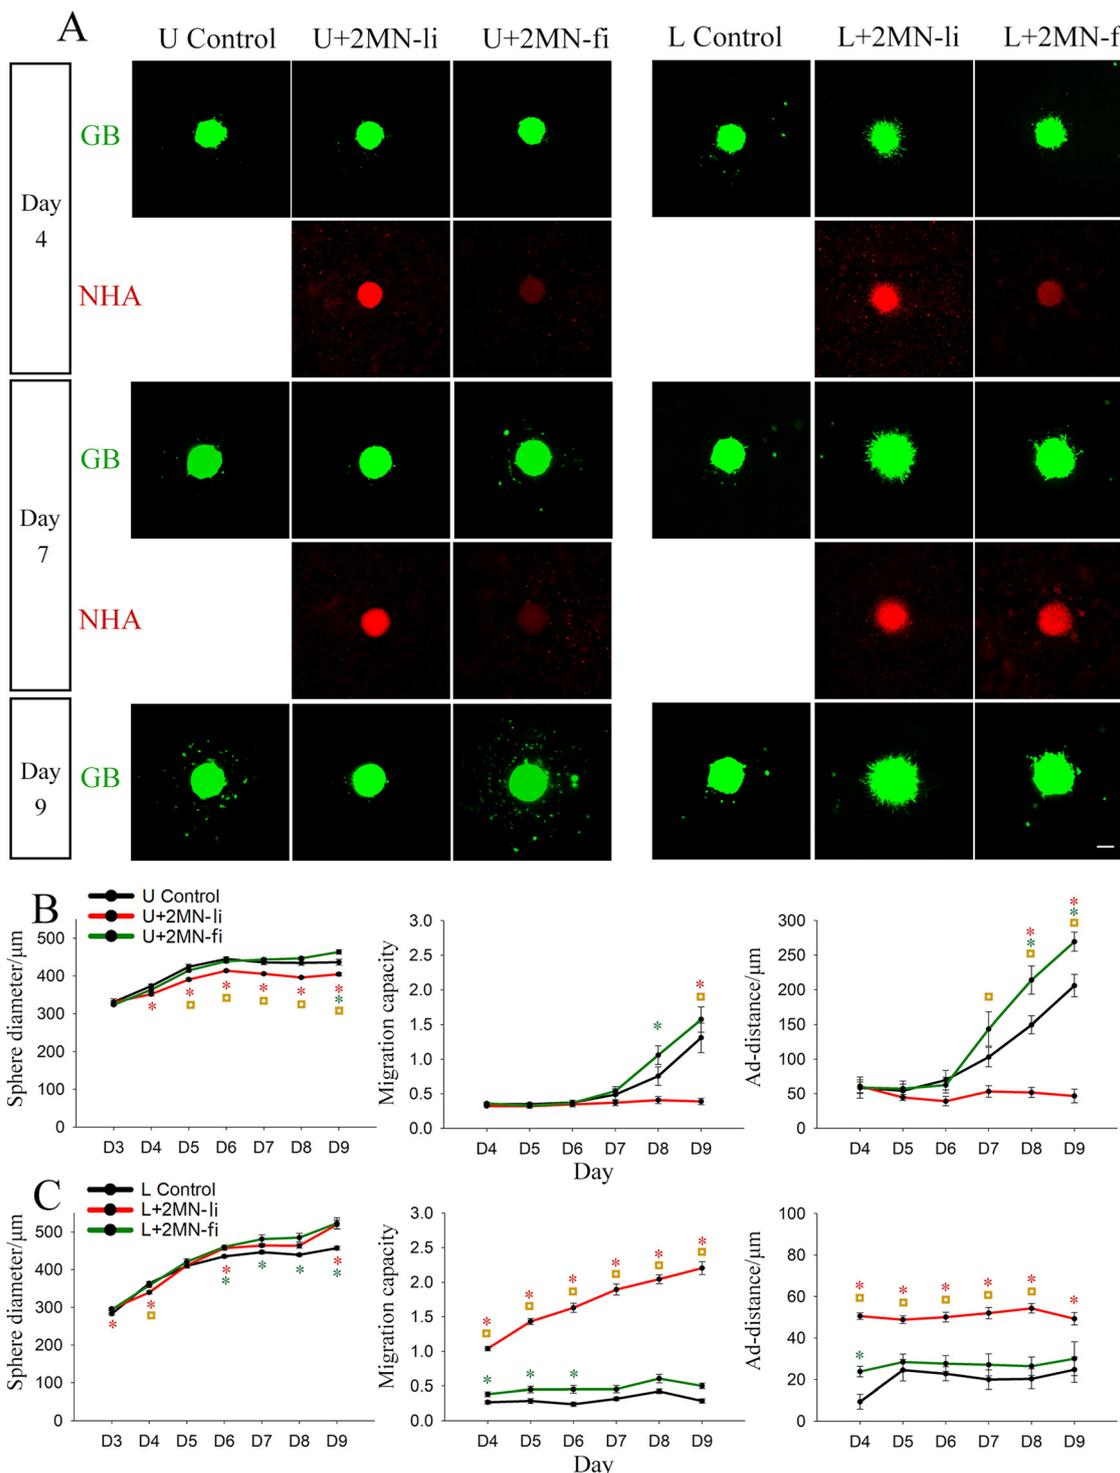 A
U Control U+2MN-li U+2MN-fi L Control L+2MN-li L+2MN-f
Day
4
GB
NHA
Day
7
GB
NHA
Day
9
GB
B
U Control
U+2MN-li
U+2MN-fi
Sphere diameter/μm
500
400
300
200
100
0
D3 D4 D5 D6 D7 D8 D9
Migration capacity
3.0
2.5
2.0
1.5
1.0
0.5
0.0
D4 D5 D6 D7 D8 D9
Day
Ad-distance/μm
300
250
200
150
100
50
0
D4 D5 D6 D7 D8 D9
C
L Control
L+2MN-li
L+2MN-fi
Sphere diameter/μm
500
400
300
200
100
0
D3 D4 D5 D6 D7 D8 D9
Migration capacity
3.0
2.5
2.0
1.5
1.0
0.5
0.0
D4 D5 D6 D7 D8 D9
Day
Ad-distance/μm
100
80
60
40
20
0
D4 D5 D6 D7 D8 D9